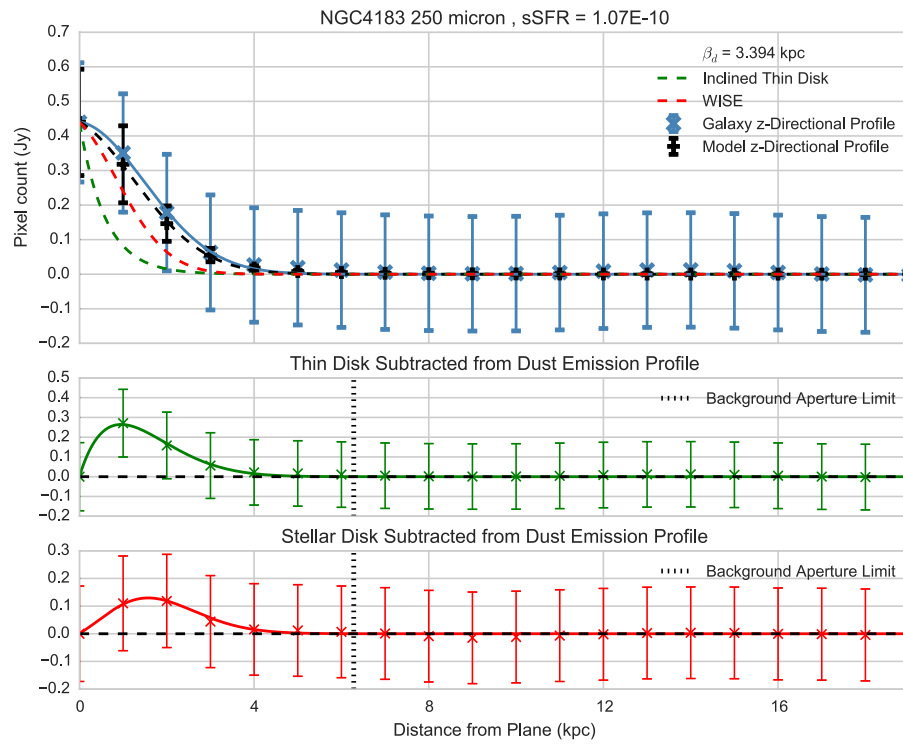 NGC4183 250 micron , sSFR = 1.07E-10
0.7
0.6
0.5
0.4
0.3
0.2
0.1
0.0
−0.1
−0.2
Pixel count (Jy)
β_d = 3.394 kpc
Inclined Thin Disk
WISE
Galaxy z-Directional Profile
Model z-Directional Profile
Thin Disk Subtracted from Dust Emission Profile
0.5
0.4
0.3
0.2
0.1
0.0
−0.1
−0.2
Background Aperture Limit
Stellar Disk Subtracted from Dust Emission Profile
0.3
0.2
0.1
0.0
−0.1
−0.2
Background Aperture Limit
0 4 8 12 16
Distance from Plane (kpc)